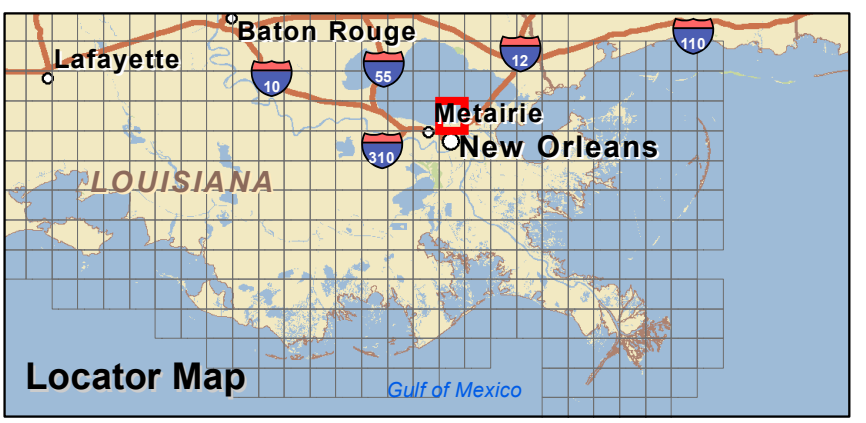 Baton Rouge
110
12
Lafayette
55
10
Metairie
310
New Orleans
LOUISIANA
Locator Map
Gulf of Mexico